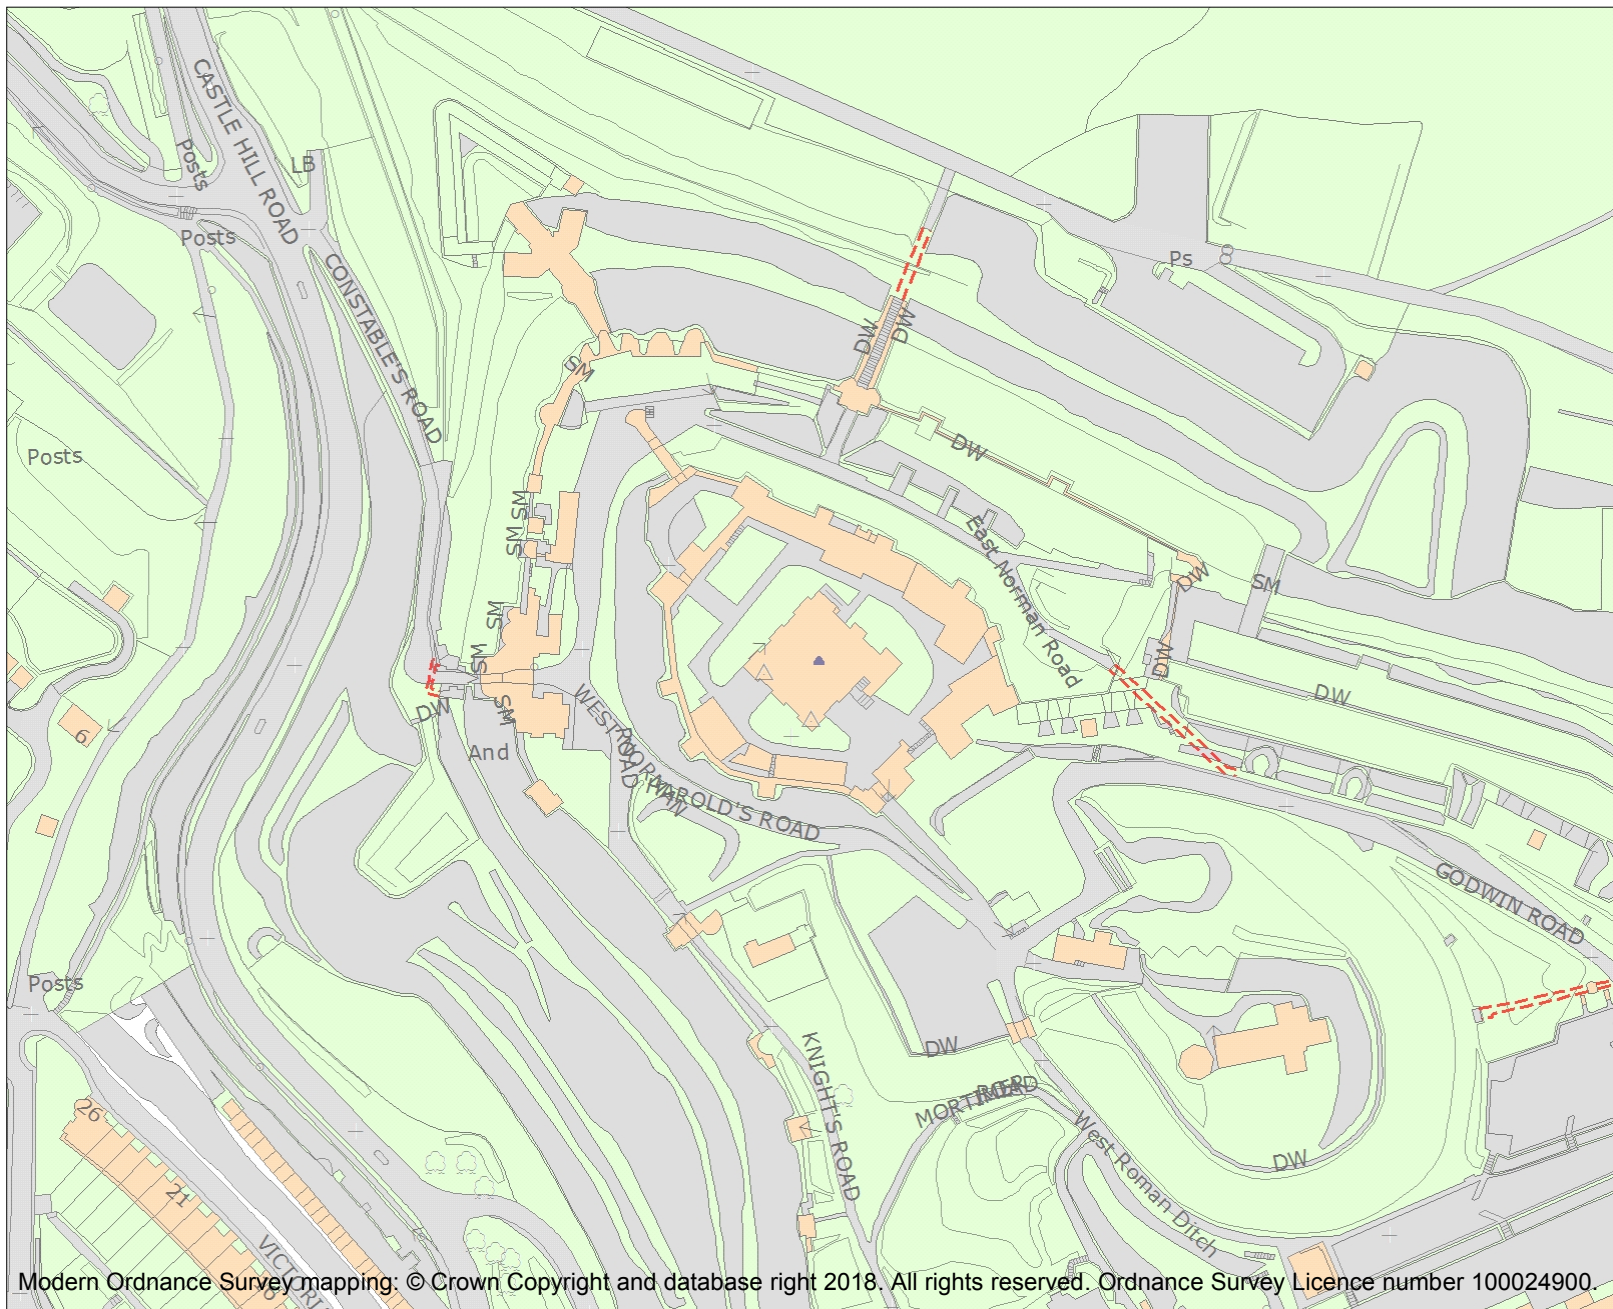 CASTLE HILL ROAD
Posts
LB
Posts
CONSTABLE'S ROAD
Ps
DW
DW
SM
Posts
DW
SM
SM
East Norman Road
DW
SM
SM
SM
DW
DW
DW
SM
WEST NORMAN
ROAD
6
And
HAROLD'S ROAD
GODWIN ROAD
Posts
KNIGHT'S ROAD
DW
MORTIMER
ROAD
West Roman Ditch
DW
26
21
Modern Ordnance Survey mapping: © Crown Copyright and database right 2018. All rights reserved. Ordnance Survey Licence number 100024900.